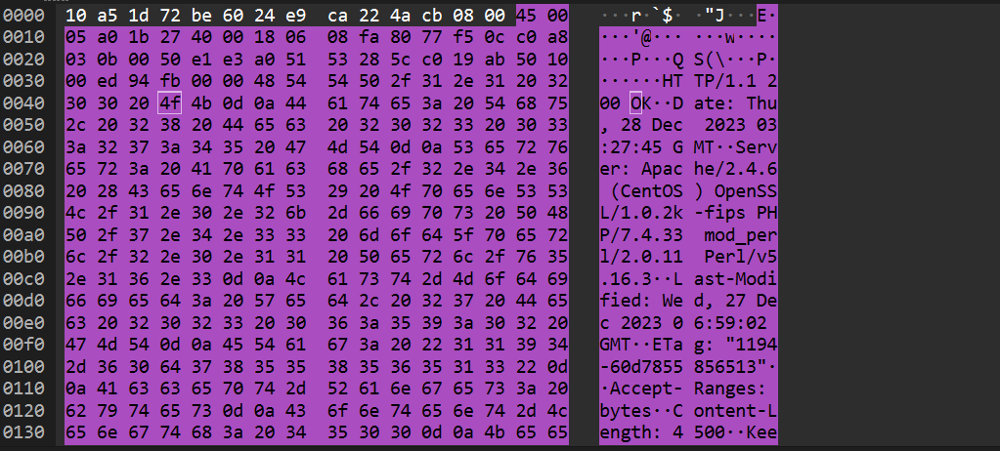 0000 10 a5 1d 72 be 60 24 e9 ca 22 4a cb 08 00 45 00 ···r·`$· ·"J···E·
0010 05 a0 1b 27 40 00 18 06 08 fa 80 77 f5 0c c0 a8 ···'@··· ···w····
0020 03 0b 00 50 e1 e3 a0 51 53 28 5c c0 19 ab 50 10 ···P···Q S(\···P·
0030 00 ed 94 fb 00 00 48 54 54 50 2f 31 2e 31 20 32 ······HT TP/1.1 2
0040 30 30 20 4f 4b 0d 0a 44 61 74 65 3a 20 54 68 75 00 OK··D ate: Thu
0050 2c 20 32 38 20 44 65 63 20 32 30 32 33 20 30 33 , 28 Dec 2023 03
0060 3a 32 37 3a 34 35 20 47 4d 54 0d 0a 53 65 72 76 :27:45 G MT··Serv
0070 65 72 3a 20 41 70 61 63 68 65 2f 32 2e 34 2e 36 er: Apac he/2.4.6
0080 20 28 43 65 6e 74 4f 53 29 20 4f 70 65 6e 53 53 (CentOS ) OpenSS
0090 4c 2f 31 2e 30 2e 32 6b 2d 66 69 70 73 20 50 48 L/1.0.2k -fips PH
00a0 50 2f 37 2e 34 2e 33 33 20 6d 6f 64 5f 70 65 72 P/7.4.33 mod_per
00b0 6c 2f 32 2e 30 2e 31 31 20 50 65 72 6c 2f 76 35 l/2.0.11 Perl/v5
00c0 2e 31 36 2e 33 0d 0a 4c 61 73 74 2d 4d 6f 64 69 .16.3··L ast-Modi
00d0 66 69 65 64 3a 20 57 65 64 2c 20 32 37 20 44 65 fied: We d, 27 De
00e0 63 20 32 30 32 33 20 30 36 3a 35 39 3a 30 32 20 c 2023 0 6:59:02
00f0 47 4d 54 0d 0a 45 54 61 67 3a 20 22 31 31 39 34 GMT··ETa g: "1194
0100 2d 36 30 64 37 38 35 35 38 35 36 35 31 33 22 0d -60d7855 856513"·
0110 0a 41 63 63 65 70 74 2d 52 61 6e 67 65 73 3a 20 ·Accept- Ranges:
0120 62 79 74 65 73 0d 0a 43 6f 6e 74 65 6e 74 2d 4c bytes··C ontent-L
0130 65 6e 67 74 68 3a 20 34 35 30 30 0d 0a 4b 65 65 ength: 4 500··Kee